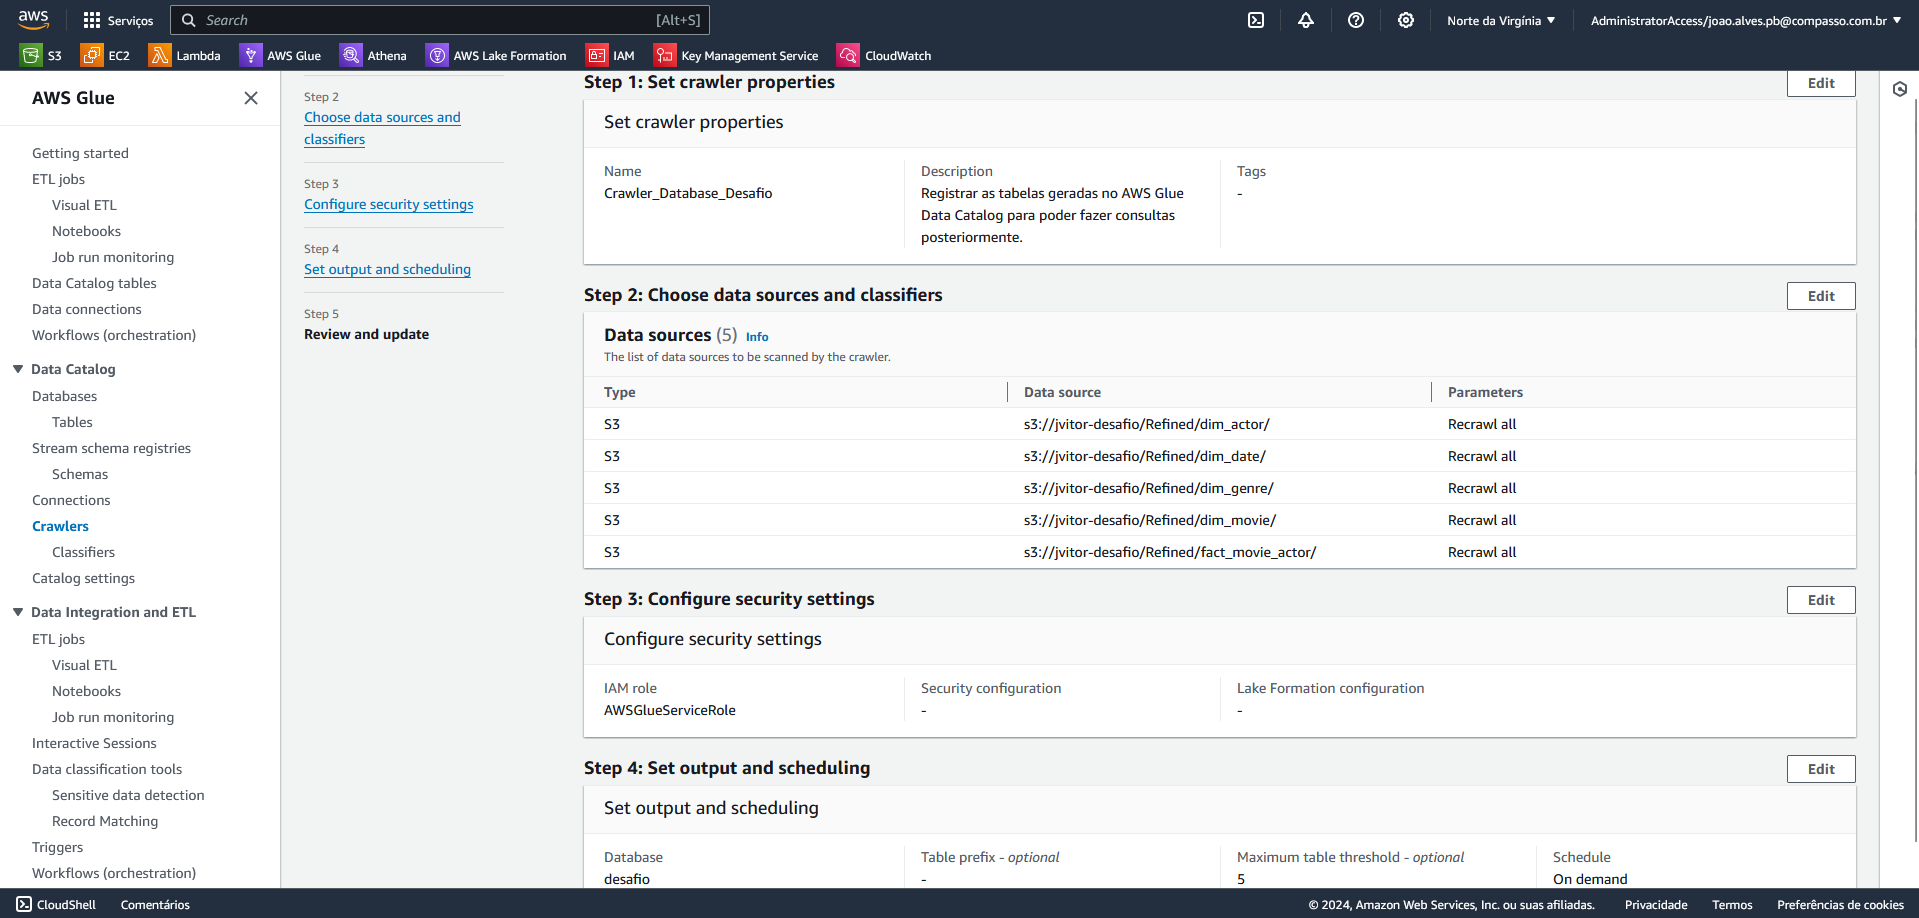 aws
Serviços
Search
[Alt+S]
Norte da Virgínia
AdministratorAccess/joao.alves.pb@compasso.com.br
S3
EC2
Lambda
AWS Glue
Athena
AWS Lake Formation
IAM
Key Management Service
CloudWatch
AWS Glue
Getting started
ETL jobs
Visual ETL
Notebooks
Job run monitoring
Data Catalog tables
Data connections
Workflows (orchestration)
Data Catalog
Databases
Tables
Stream schema registries
Schemas
Connections
Crawlers
Classifiers
Catalog settings
Data Integration and ETL
ETL jobs
Visual ETL
Notebooks
Job run monitoring
Interactive Sessions
Data classification tools
Sensitive data detection
Record Matching
Triggers
Workflows (orchestration)
Step 2
Choose data sources and
classifiers
Step 3
Configure security settings
Step 4
Set output and scheduling
Step 5
Review and update
Step 1: Set crawler properties
Edit
Set crawler properties
Name
Crawler_Database_Desafio
Description
Registrar as tabelas geradas no AWS Glue
Data Catalog para poder fazer consultas
posteriormente.
Tags
-
Step 2: Choose data sources and classifiers
Edit
Data sources (5) Info
The list of data sources to be scanned by the crawler.
Type Data source Parameters
S3 s3://jvitor-desafio/Refined/dim_actor/ Recrawl all
S3 s3://jvitor-desafio/Refined/dim_date/ Recrawl all
S3 s3://jvitor-desafio/Refined/dim_genre/ Recrawl all
S3 s3://jvitor-desafio/Refined/dim_movie/ Recrawl all
S3 s3://jvitor-desafio/Refined/fact_movie_actor/ Recrawl all
Step 3: Configure security settings
Edit
Configure security settings
IAM role
AWSGlueServiceRole
Security configuration
-
Lake Formation configuration
-
Step 4: Set output and scheduling
Edit
Set output and scheduling
Database
desafio
Table prefix - optional
-
Maximum table threshold - optional
5
Schedule
On demand
CloudShell
Comentários
© 2024, Amazon Web Services, Inc. ou suas afiliadas.
Privacidade
Termos
Preferências de cookies